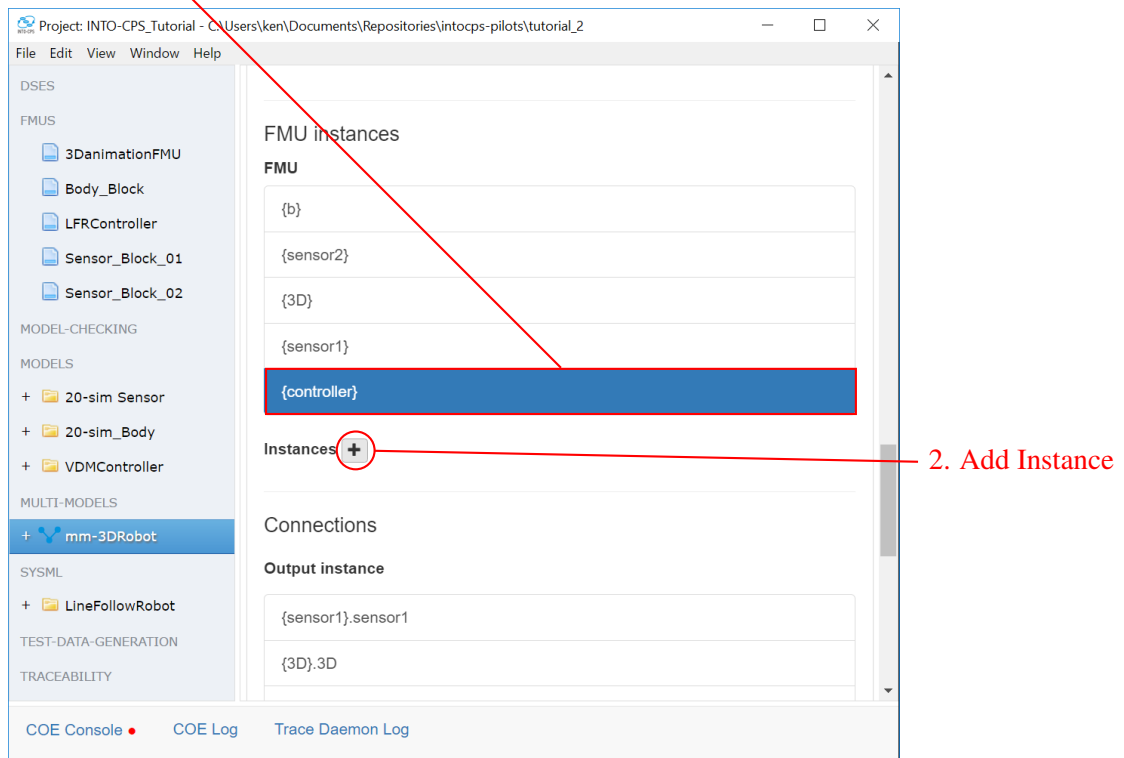 Project: INTO-CPS_Tutorial - C:\Users\ken\Documents\Repositories\intocps-pilots\tutorial_2
File Edit View Window Help
DSES
FMUS
3DanimationFMU
Body_Block
LFRController
Sensor_Block_01
Sensor_Block_02
MODEL-CHECKING
MODELS
+ 20-sim Sensor
+ 20-sim_Body
+ VDMController
MULTI-MODELS
+ mm-3DRobot
SYSML
+ LineFollowRobot
TEST-DATA-GENERATION
TRACEABILITY
FMU instances
FMU
{b}
{sensor2}
{3D}
{sensor1}
{controller}
Instances +
2. Add Instance
Connections
Output instance
{sensor1}.sensor1
{3D}.3D
COE Console COE Log Trace Daemon Log